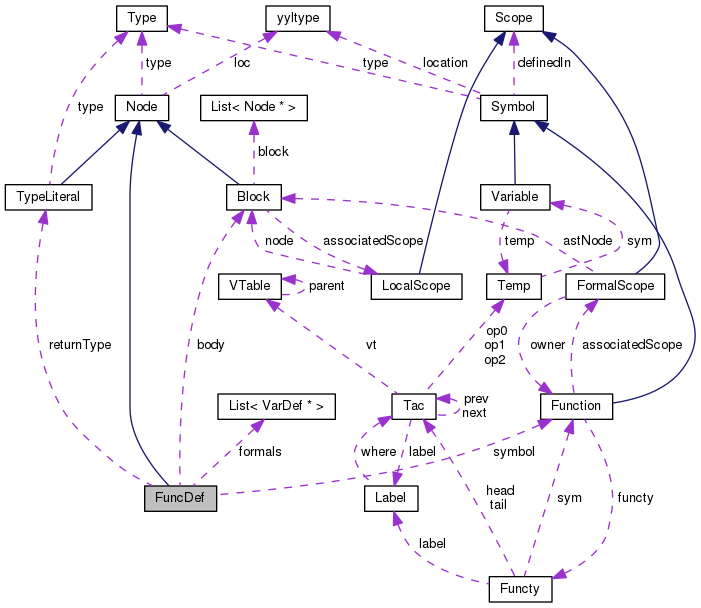 Type
yyltype
Scope
type
loc
type
location
definedIn
type
Node
List< Node * >
Symbol
block
TypeLiteral
Block
Variable
node
associatedScope
temp
astNode
sym
VTable
parent
LocalScope
Temp
FormalScope
returnType
body
vt
op0
op1
op2
owner
associatedScope
List< VarDef * >
Tac
prev
next
Function
formals
where
label
symbol
FuncDef
Label
head
tail
sym
functy
label
Functy